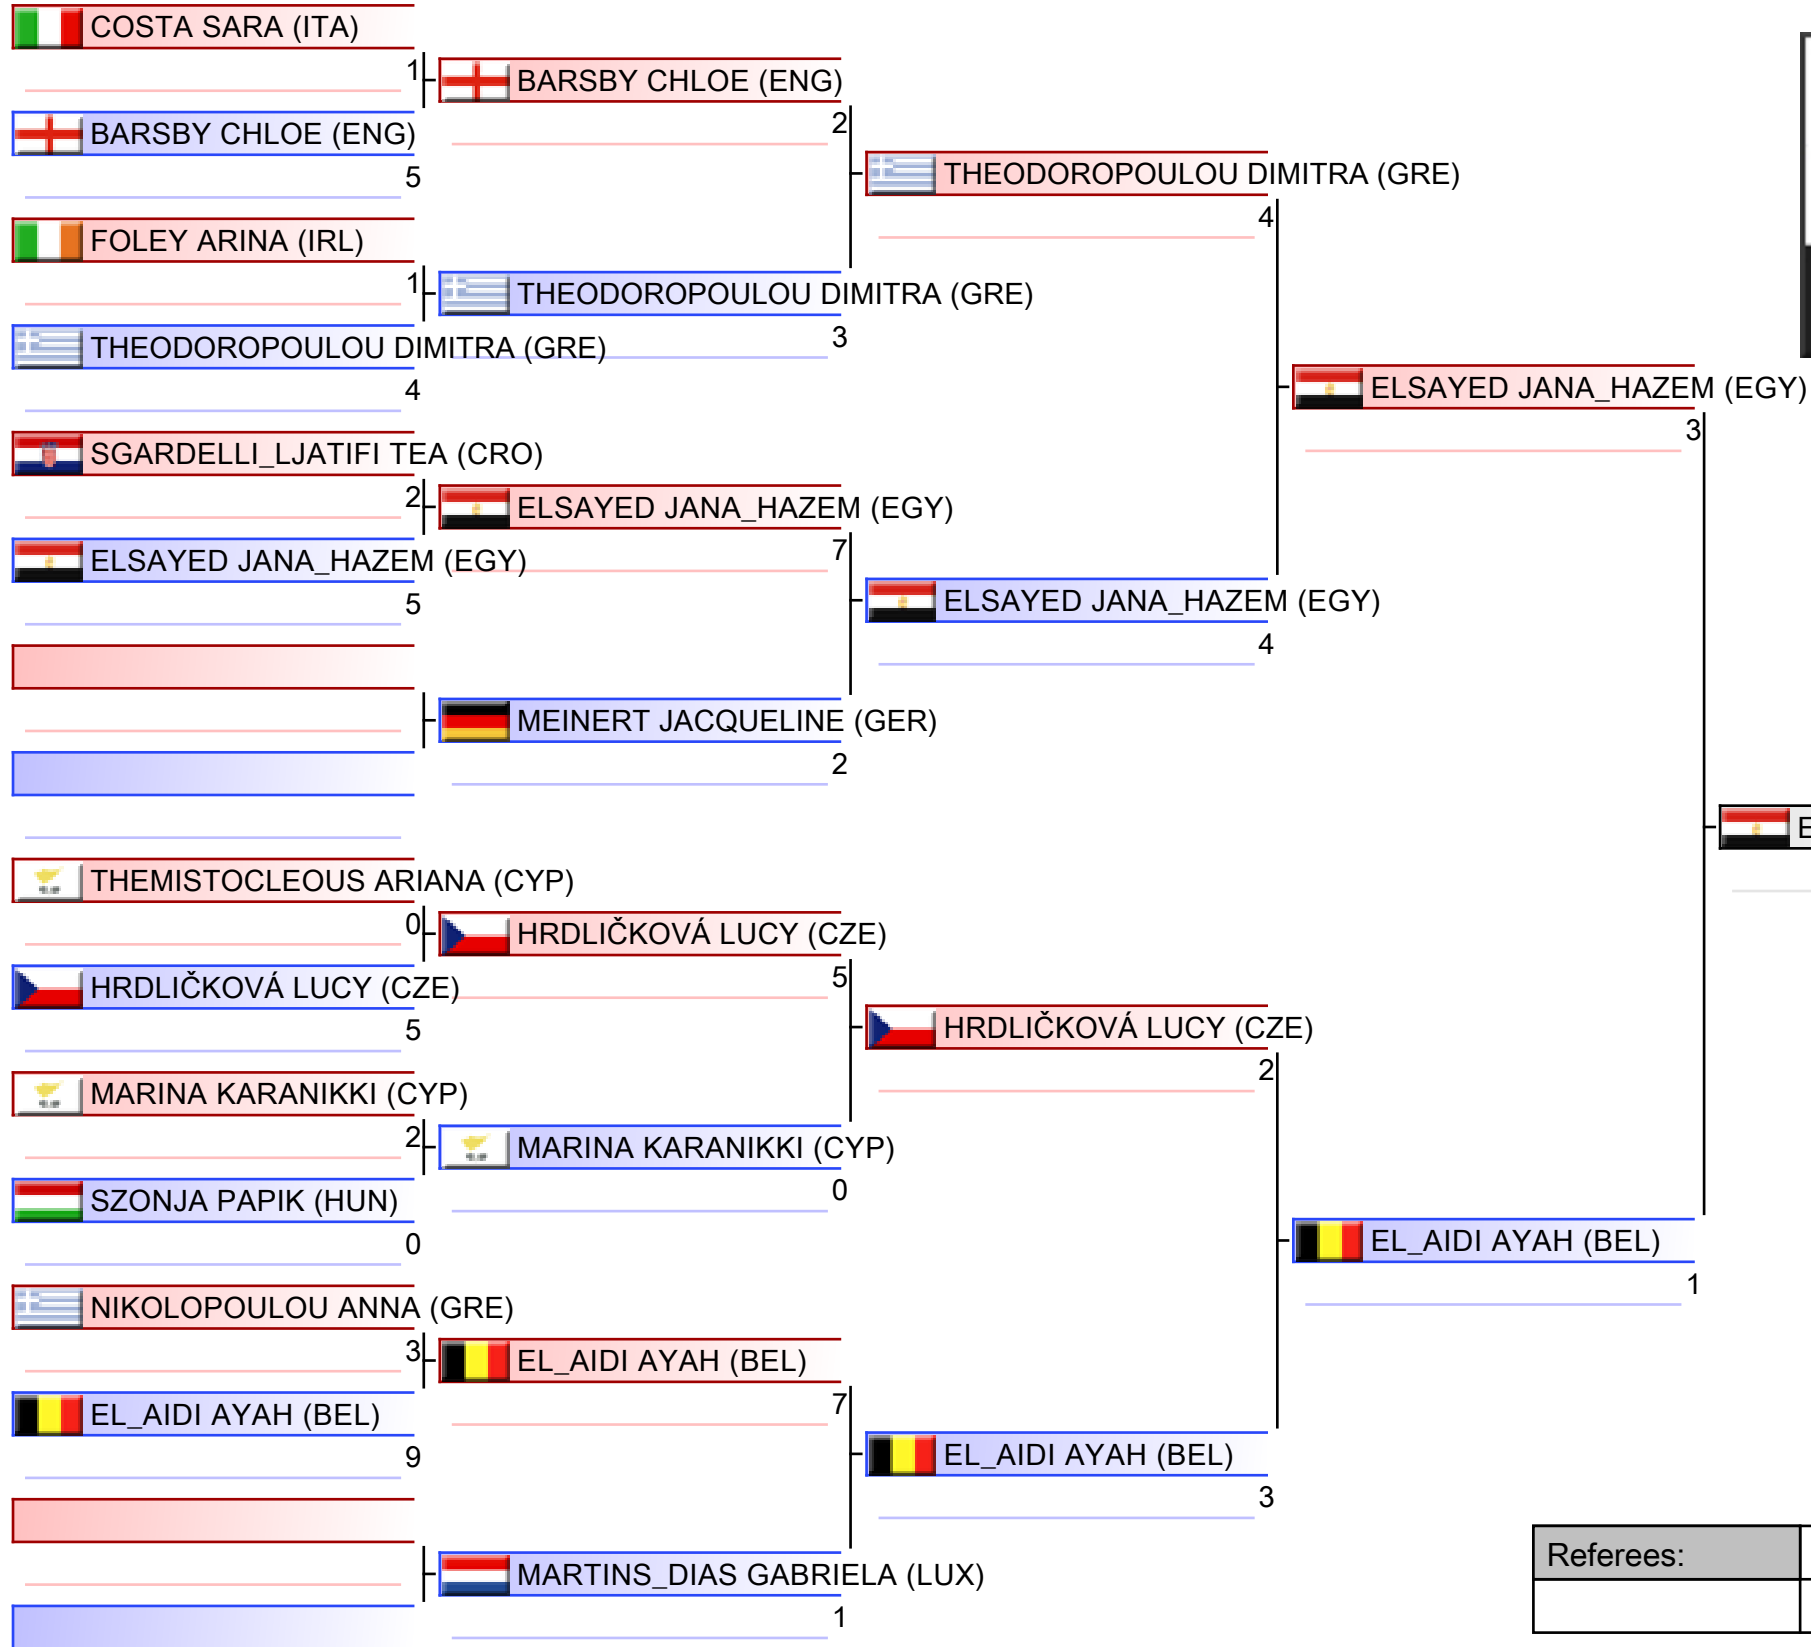 COSTA SARA (ITA)
1
BARSBY CHLOE (ENG)
5
FOLEY ARINA (IRL)
1
THEODOROPOULOU DIMITRA (GRE)
4
SGARDELLI_LJATIFI TEA (CRO)
2
ELSAYED JANA_HAZEM (EGY)
5
THEMISTOCLEOUS ARIANA (CYP)
0
HRDLIČKOVÁ LUCY (CZE)
5
MARINA KARANIKKI (CYP)
2
SZONJA PAPIK (HUN)
0
NIKOLOPOULOU ANNA (GRE)
3
EL_AIDI AYAH (BEL)
9
BARSBY CHLOE (ENG)
2
THEODOROPOULOU DIMITRA (GRE)
3
ELSAYED JANA_HAZEM (EGY)
7
MEINERT JACQUELINE (GER)
2
HRDLIČKOVÁ LUCY (CZE)
5
MARINA KARANIKKI (CYP)
0
EL_AIDI AYAH (BEL)
7
MARTINS_DIAS GABRIELA (LUX)
1
THEODOROPOULOU DIMITRA (GRE)
4
ELSAYED JANA_HAZEM (EGY)
4
HRDLIČKOVÁ LUCY (CZE)
2
EL_AIDI AYAH (BEL)
3
ELSAYED JANA_HAZEM (EGY)
3
EL_AIDI AYAH (BEL)
1
Referees: